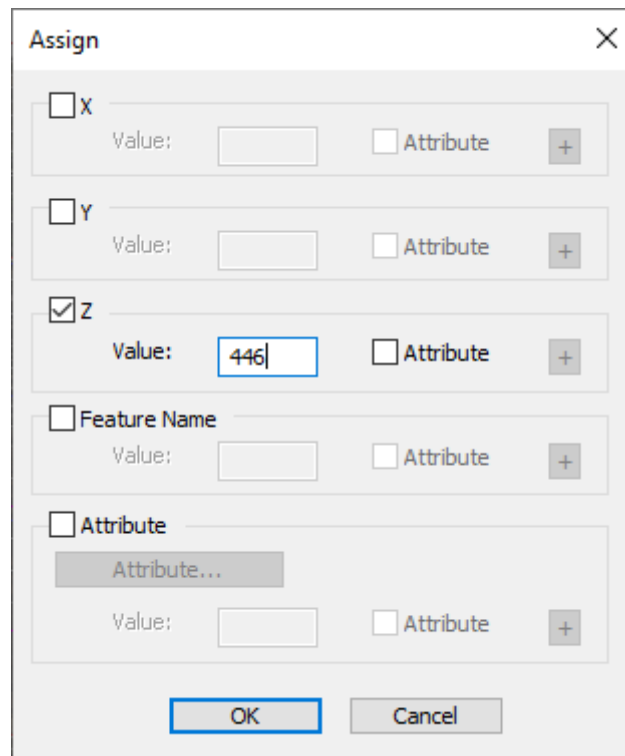 Assign
X
Value: Attribute +
Y
Value: Attribute +
Z
Value: 446 Attribute +
Feature Name
Value: Attribute +
Attribute
Attribute...
Value: Attribute +
OK Cancel